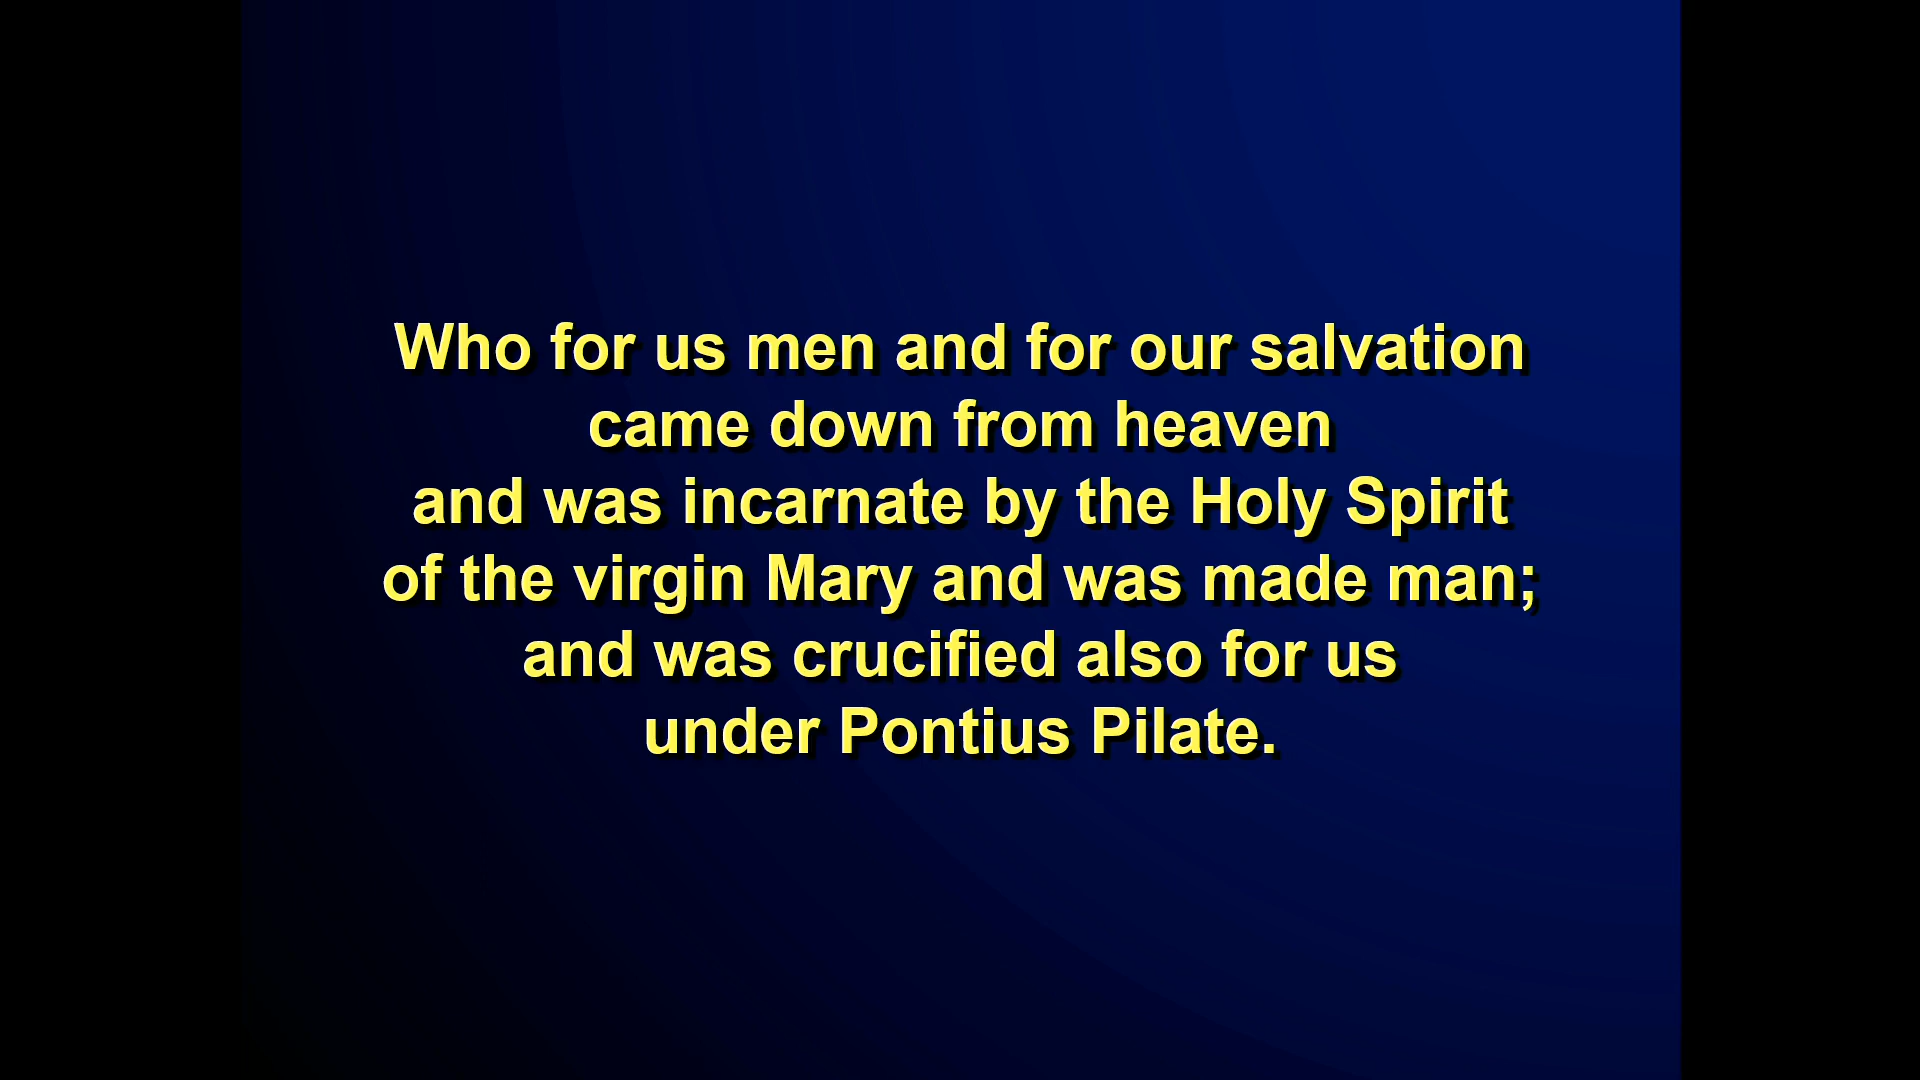 Who for us men and for our salvation
came down from heaven
and was incarnate by the Holy Spirit
of the virgin Mary and was made man;
and was crucified also for us
under Pontius Pilate.